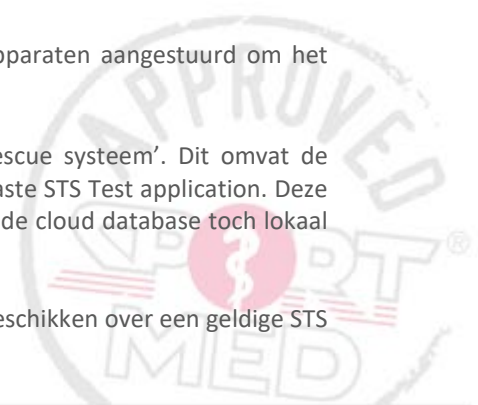 pparaten aangestuurd om het
escue systeem’. Dit omvat de
aste STS Test application. Deze
de cloud database toch lokaal
eschikken over een geldige STS
APPROVED
SPORT
MED
®